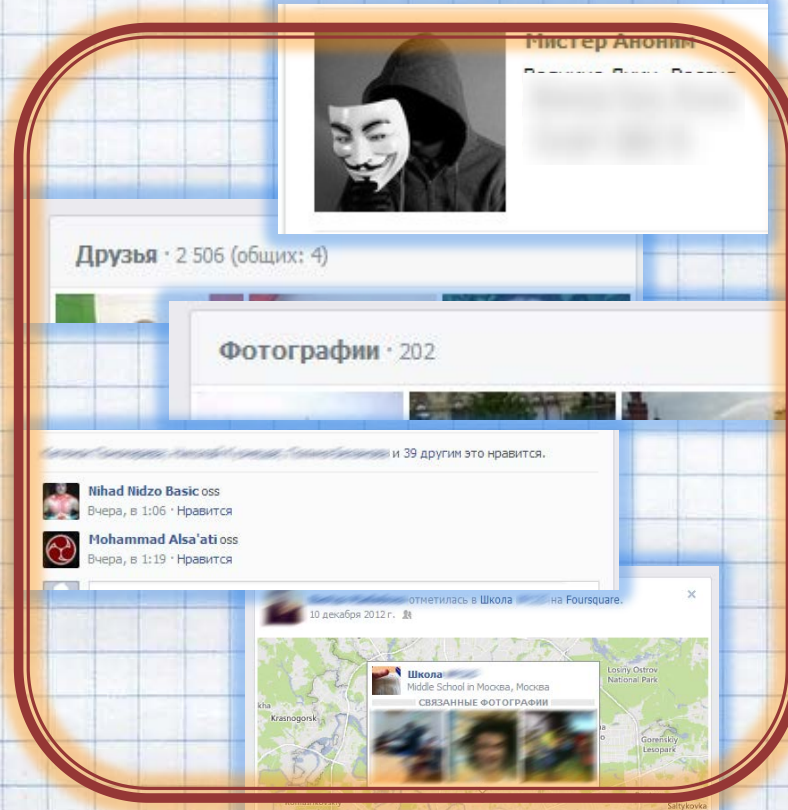 Мистер Аноним
Друзья · 2 506 (общих: 4)
Фотографии · 202
и 39 другим это нравится.
Nihad Nidzo Basic oss
Вчера, в 1:06 · Нравится
Mohammad Alsa'ati oss
Вчера, в 1:19 · Нравится
отметилась в Школа на Foursquare.
10 декабря 2012 г.
Школа
Middle School in Москва, Москва
СВЯЗАННЫЕ ФОТОГРАФИИ
Losiny Ostrov
National Park
Krasnogorsk
Gorenskiy
Lesopark
Saltykovka